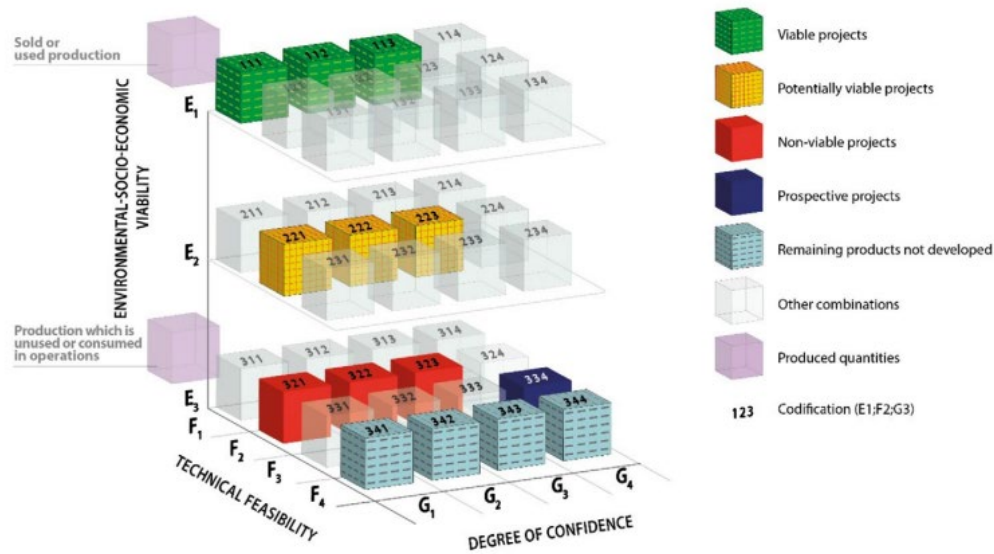 Sold or
used production
ENVIRONMENTAL-SOCIO-ECONOMIC
VIABILITY
Production which is
unused or consumed
in operations
E1
111
112
113
114
124
132
133
134
E2
211
212
213
214
221
222
223
224
231
232
233
234
E3
311
312
313
314
321
322
323
324
331
332
333
334
341
342
343
344
F1
F2
F3
F4
TECHNICAL FEASIBILITY
G1
G2
G3
G4
DEGREE OF CONFIDENCE
Viable projects
Potentially viable projects
Non-viable projects
Prospective projects
Remaining products not developed
Other combinations
Produced quantities
123 Codification (E1;F2;G3)